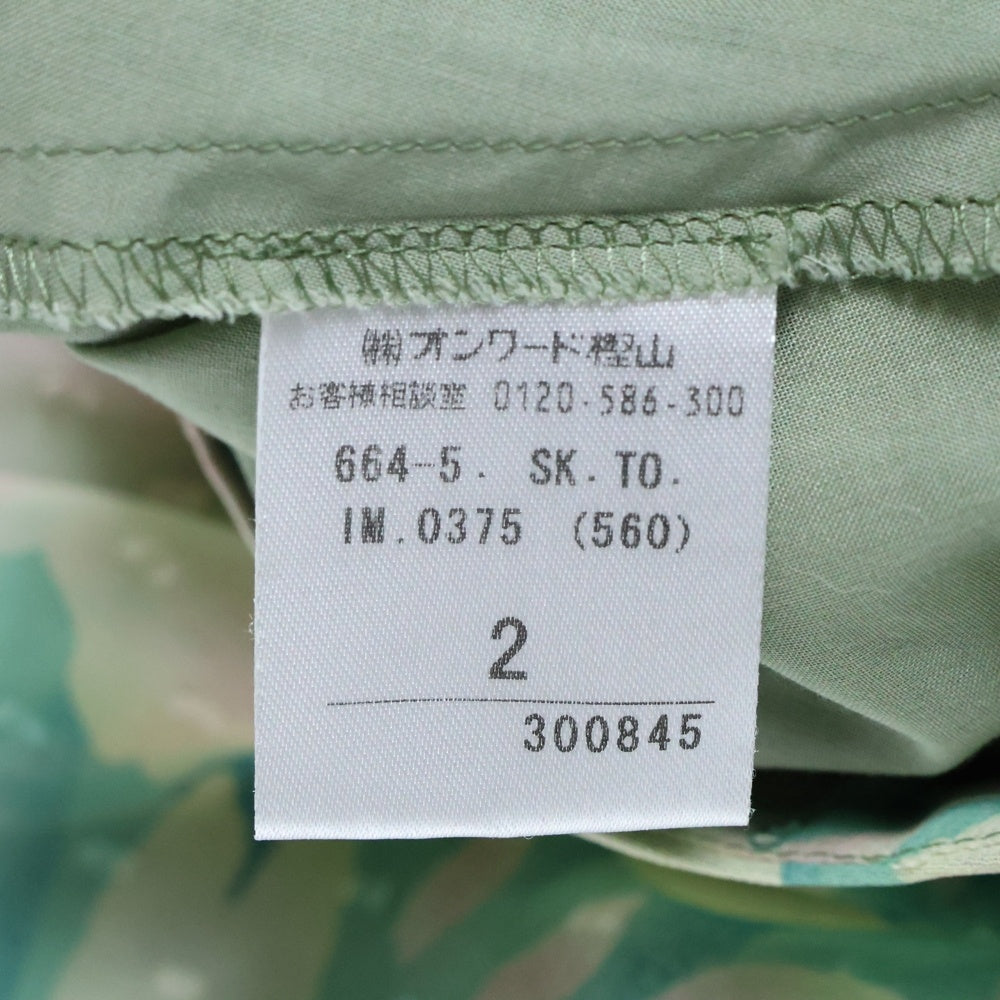 ㈱オンワード樫山
お客様相談室 0120-586-300
664-5. SK.TO.
IM.0375 (560)
2
300845